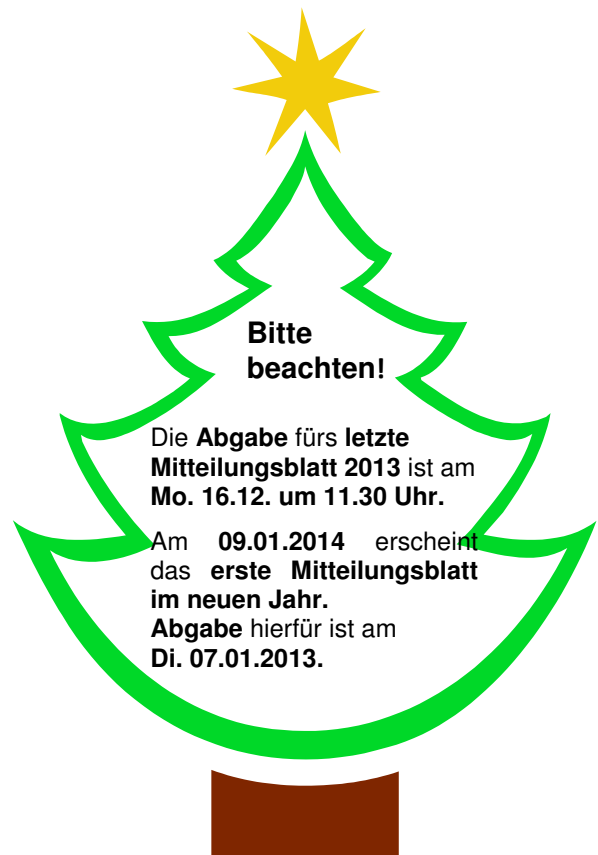 Bitte
beachten!
Die Abgabe fürs letzte
Mitteilungsblatt 2013 ist am
Mo. 16.12. um 11.30 Uhr.
Am 09.01.2014 erscheint
das erste Mitteilungsblatt
im neuen Jahr.
Abgabe hierfür ist am
Di. 07.01.2013.